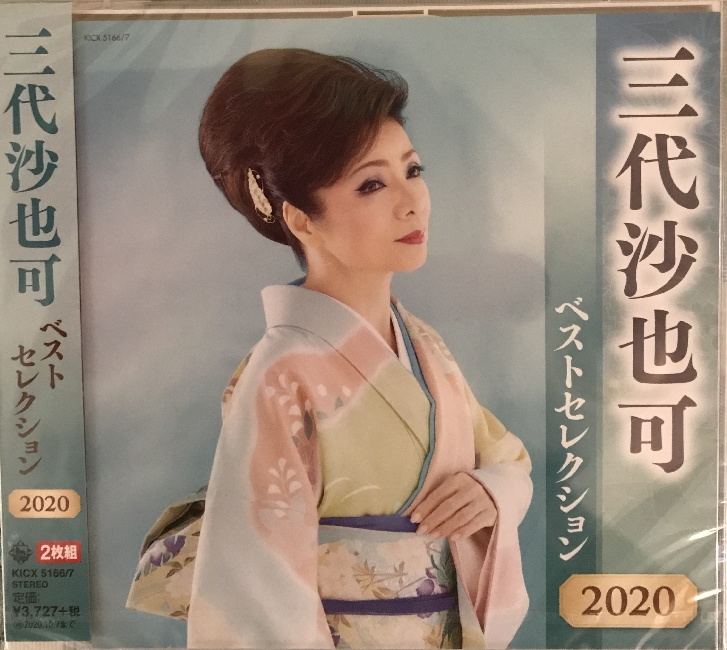 三代沙也可
ベスト
セレクション
2020
2枚組
KICX 5166/7
STEREO
定価:
¥3,727+税
KICX 5166/7
三代沙也可
ベストセレクション
2020